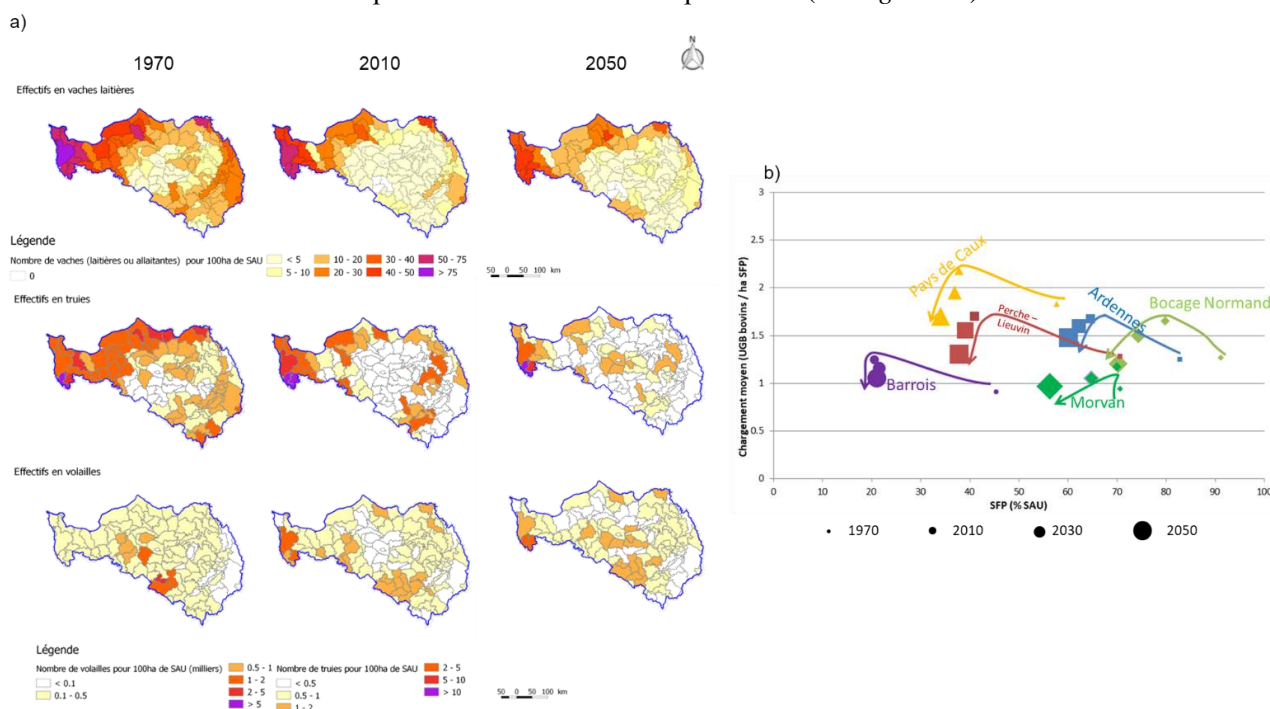 a)
N
1970 2010 2050
Effectifs en vaches laitières
Légende
Nombre de vaches (laitières ou allaitantes) pour 100ha de SAU
0
< 5
5 - 10
10 - 20
20 - 30
30 - 40
40 - 50
50 - 75
> 75
50 0 50 100 km
Effectifs en truies
Effectifs en volailles
Légende
Nombre de volailles pour 100ha de SAU (milliers)
< 0.1
0.1 - 0.5
0.5 - 1
1 - 2
2 - 5
> 5
Nombre de truies pour 100ha de SAU
< 0.5
0.5 - 1
1 - 2
2 - 5
5 - 10
> 10
50 0 50 100 km
b)
Chargement moyen (UGB bovins / ha SFP)
3
2.5
2
1.5
1
0.5
0
Pays de Caux
Perche –
Lieuvin
Ardennes
Bocage Normand
Barrois
Morvan
0 10 20 30 40 50 60 70 80 90 100
SFP (% SAU)
1970 2010 2030 2050